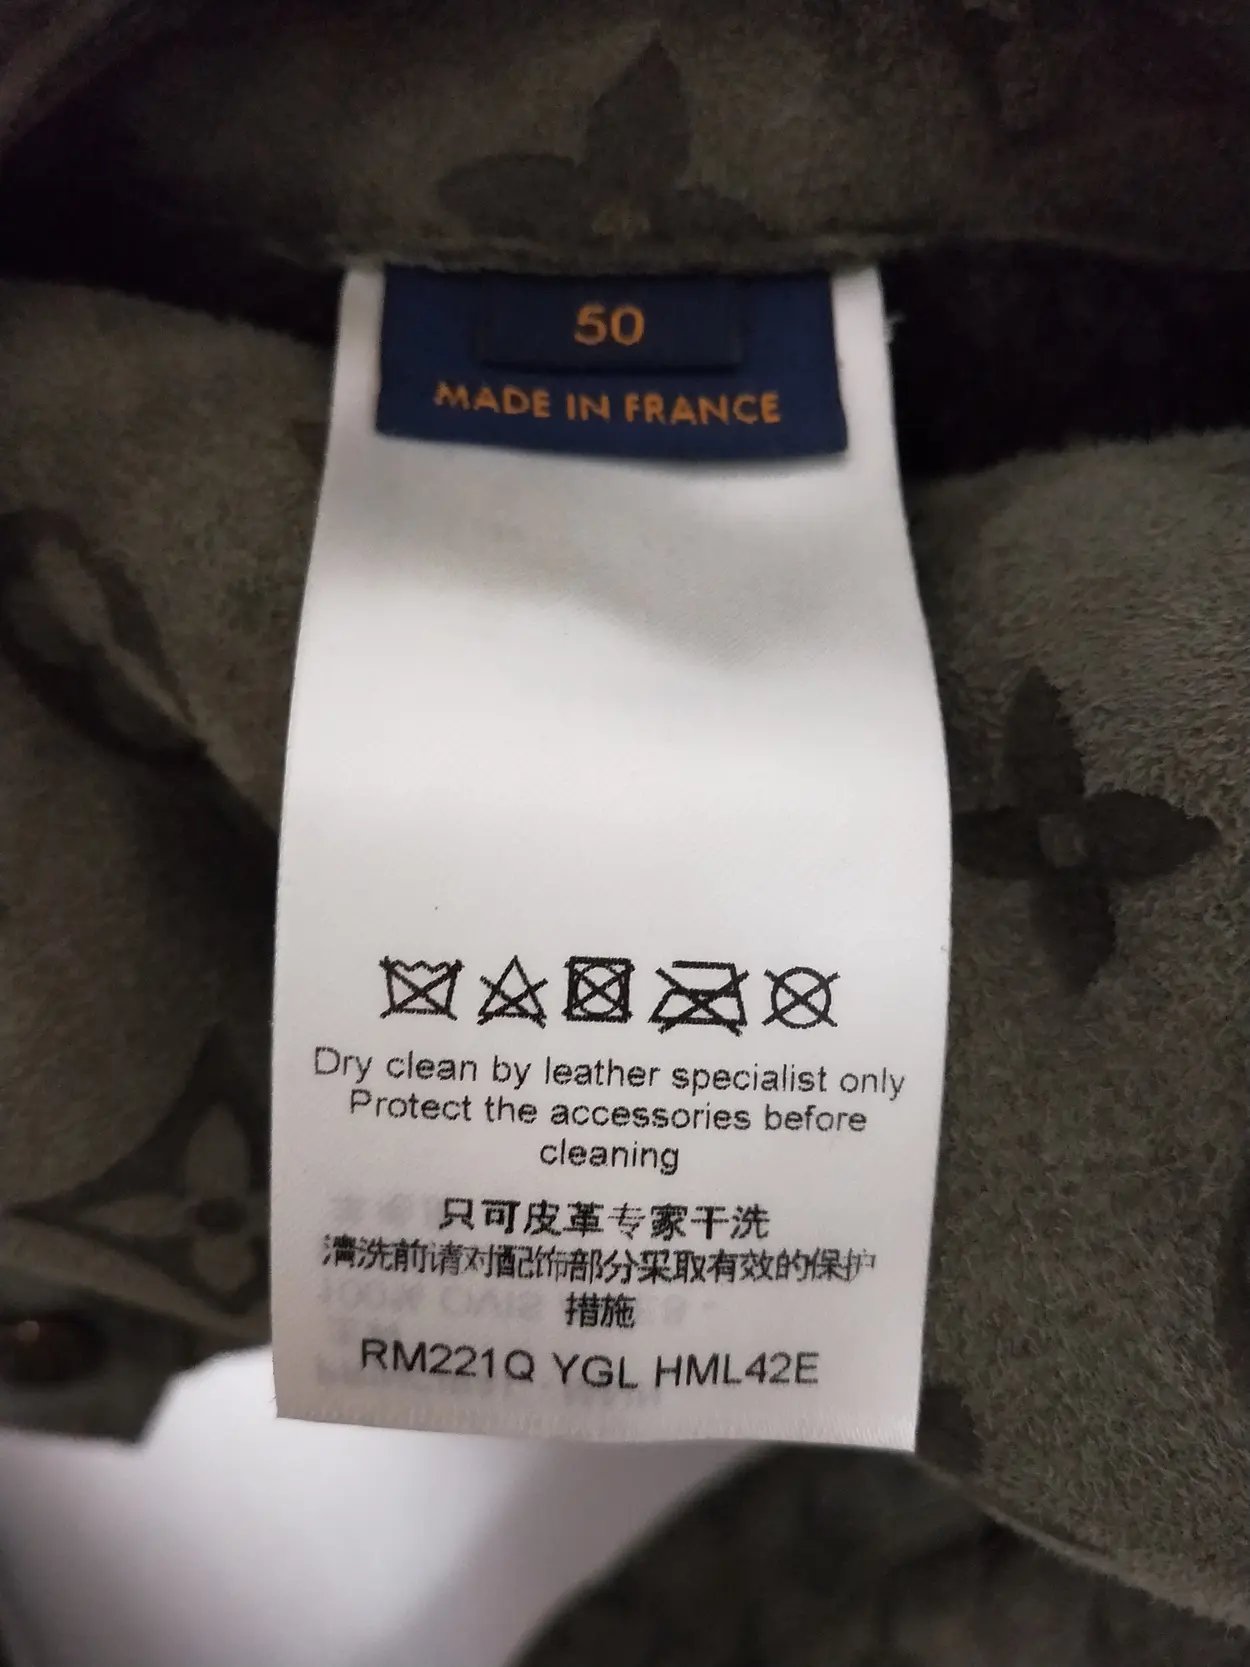 50
MADE IN FRANCE
Dry clean by leather specialist only
Protect the accessories before
cleaning
只可皮革专家干洗
清洗前请对配饰部分采取有效的保护
措施
RM221Q YGL HML42E